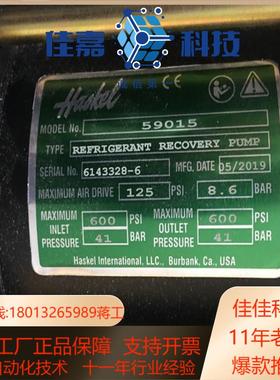 佳嘉 科技
Haskel
MODEL No. 59015
TYPE REFRIGERANT RECOVERY PUMP
SERIAL No. 6143328-6 MFG. DATE 05/2019
MAXIMUM AIR DRIVE 125 PSI. 8.6 BAR
MAXIMUM INLET PRESSURE 600 PSI 41 BAR
MAXIMUM OUTLET PRESSURE 600 PSI 41 BAR
Haskel International, LLC., Burbank, Ca., USA
线:18013265989蒋工
佳佳科
工厂正品保障 支持开票
11年老
自动化技术 十一年行业经验
爆款推